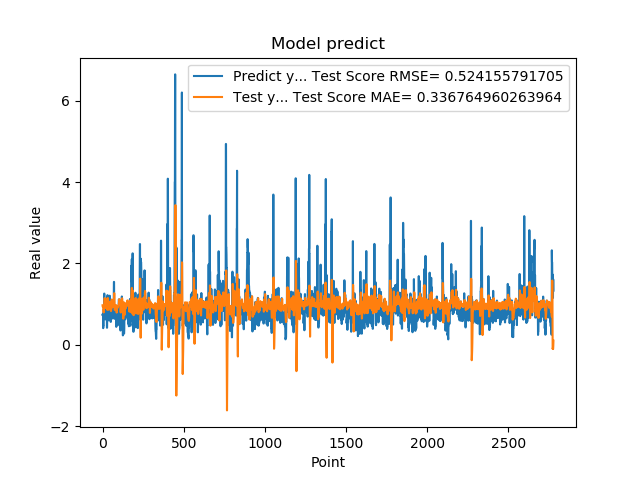 Model predict
Predict y... Test Score RMSE= 0.524155791705
Test y... Test Score MAE= 0.336764960263964
Real value
6
4
2
0
−2
0 500 1000 1500 2000 2500
Point